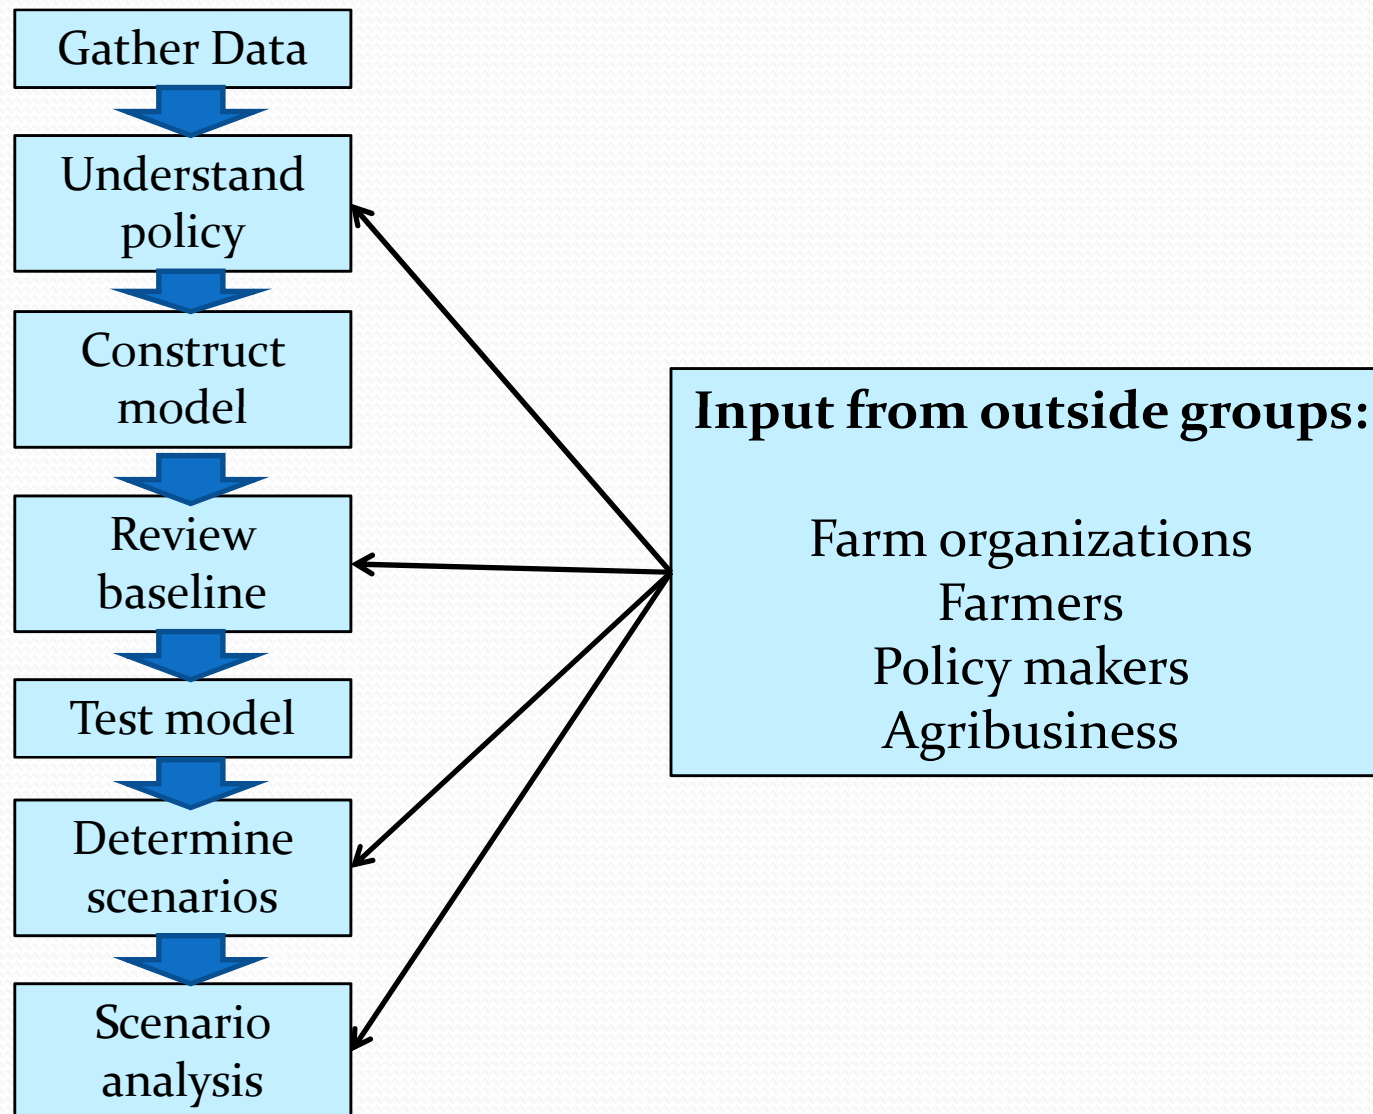 Gather Data
Understand
policy
Construct
model
Review
baseline
Test model
Determine
scenarios
Scenario
analysis
Input from outside groups:
Farm organizations
Farmers
Policy makers
Agribusiness